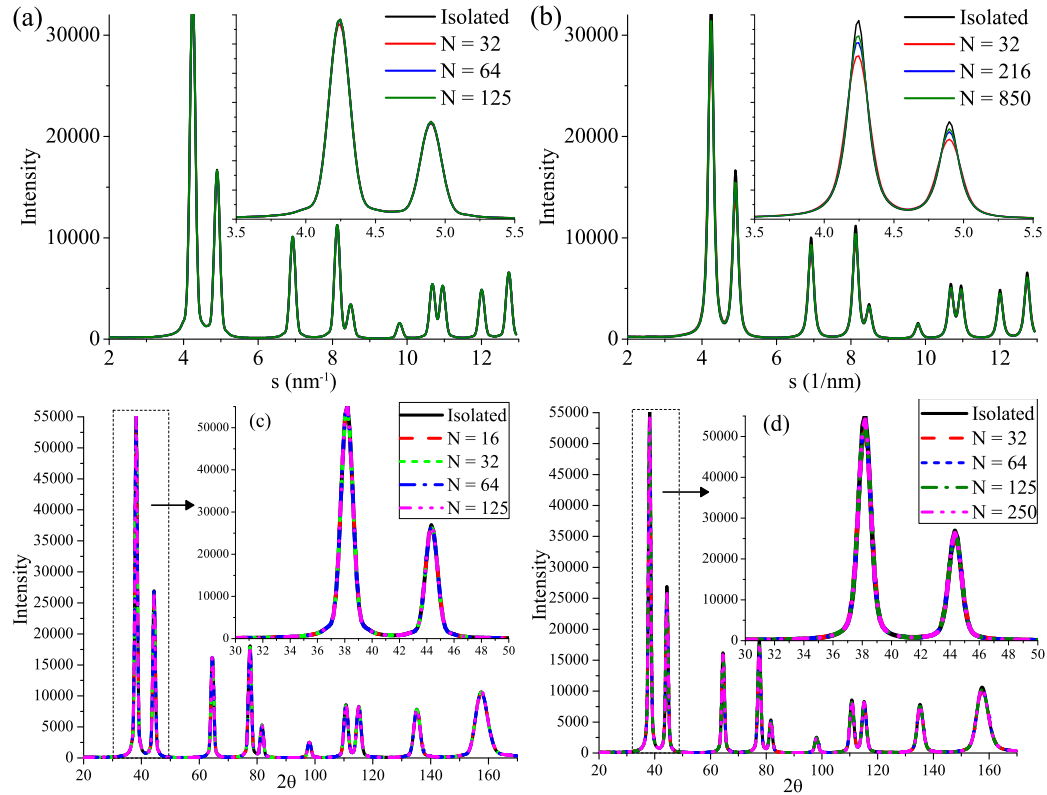 (a)
Isolated
N = 32
N = 64
N = 125
30000
20000
10000
0
Intensity
3.5 4.0 4.5 5.0 5.5
2 4 6 8 10 12
s (nm-1)
(b)
Isolated
N = 32
N = 216
N = 850
30000
20000
10000
0
Intensity
3.5 4.0 4.5 5.0 5.5
2 4 6 8 10 12
s (1/nm)
(c)
Isolated
N = 16
N = 32
N = 64
N = 125
55000
50000
45000
40000
35000
30000
25000
20000
15000
10000
5000
0
Intensity
50000
40000
30000
20000
10000
0
30 32 34 36 38 40 42 44 46 48 50
20 40 60 80 100 120 140 160
2θ
(d)
Isolated
N = 32
N = 64
N = 125
N = 250
55000
50000
45000
40000
35000
30000
25000
20000
15000
10000
5000
0
Intensity
50000
40000
30000
20000
10000
0
30 32 34 36 38 40 42 44 46 48 50
20 40 60 80 100 120 140 160
2θ